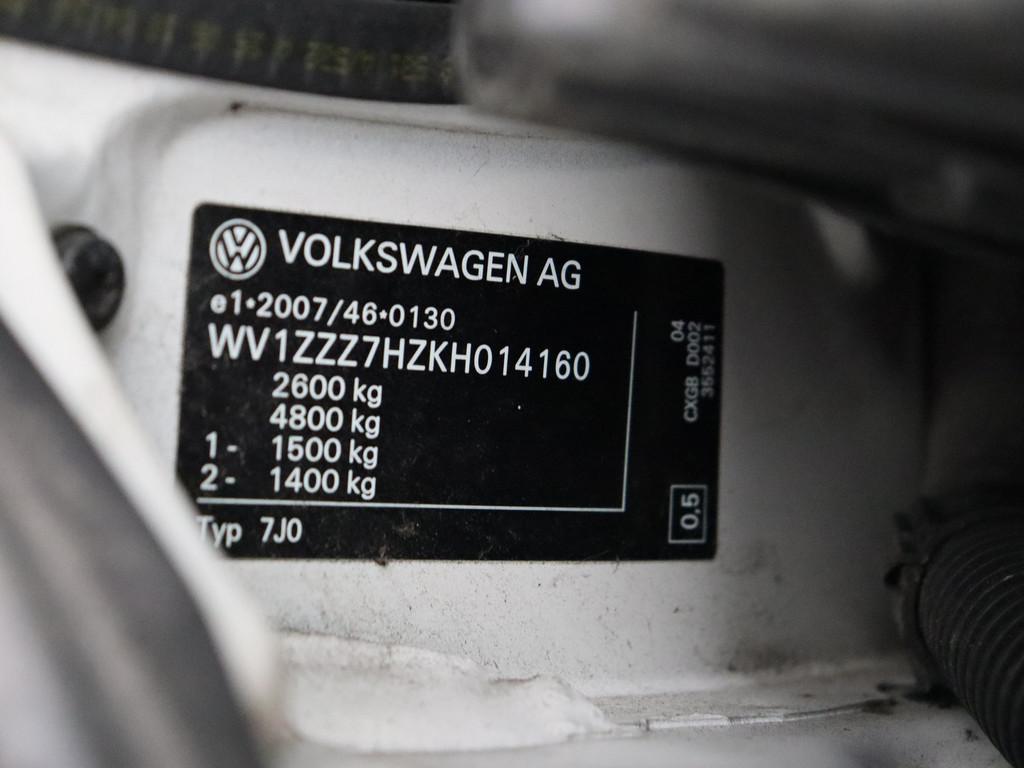 VOLKSWAGEN AG
e1*2007/46*0130
WV1ZZZ7HZKH014160
2600 kg
4800 kg
1- 1500 kg
2- 1400 kg
Typ 7J0
04
CXGB D002
3552411
0,5